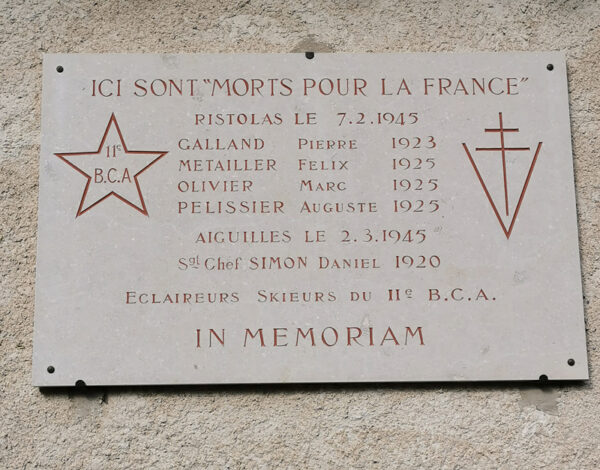 ICI SONT "MORTS POUR LA FRANCE"
RISTOLAS LE 7.2.1945
11e
B.C.A
GALLAND PIERRE 1923
METAILLER FELIX 1925
OLIVIER MARC 1925
PELISSIER AUGUSTE 1925
AIGUILLES LE 2.3.1945
Sgt CHEF SIMON DANIEL 1920
ECLAIREURS SKIEURS DU 11e B.C.A.
IN MEMORIAM